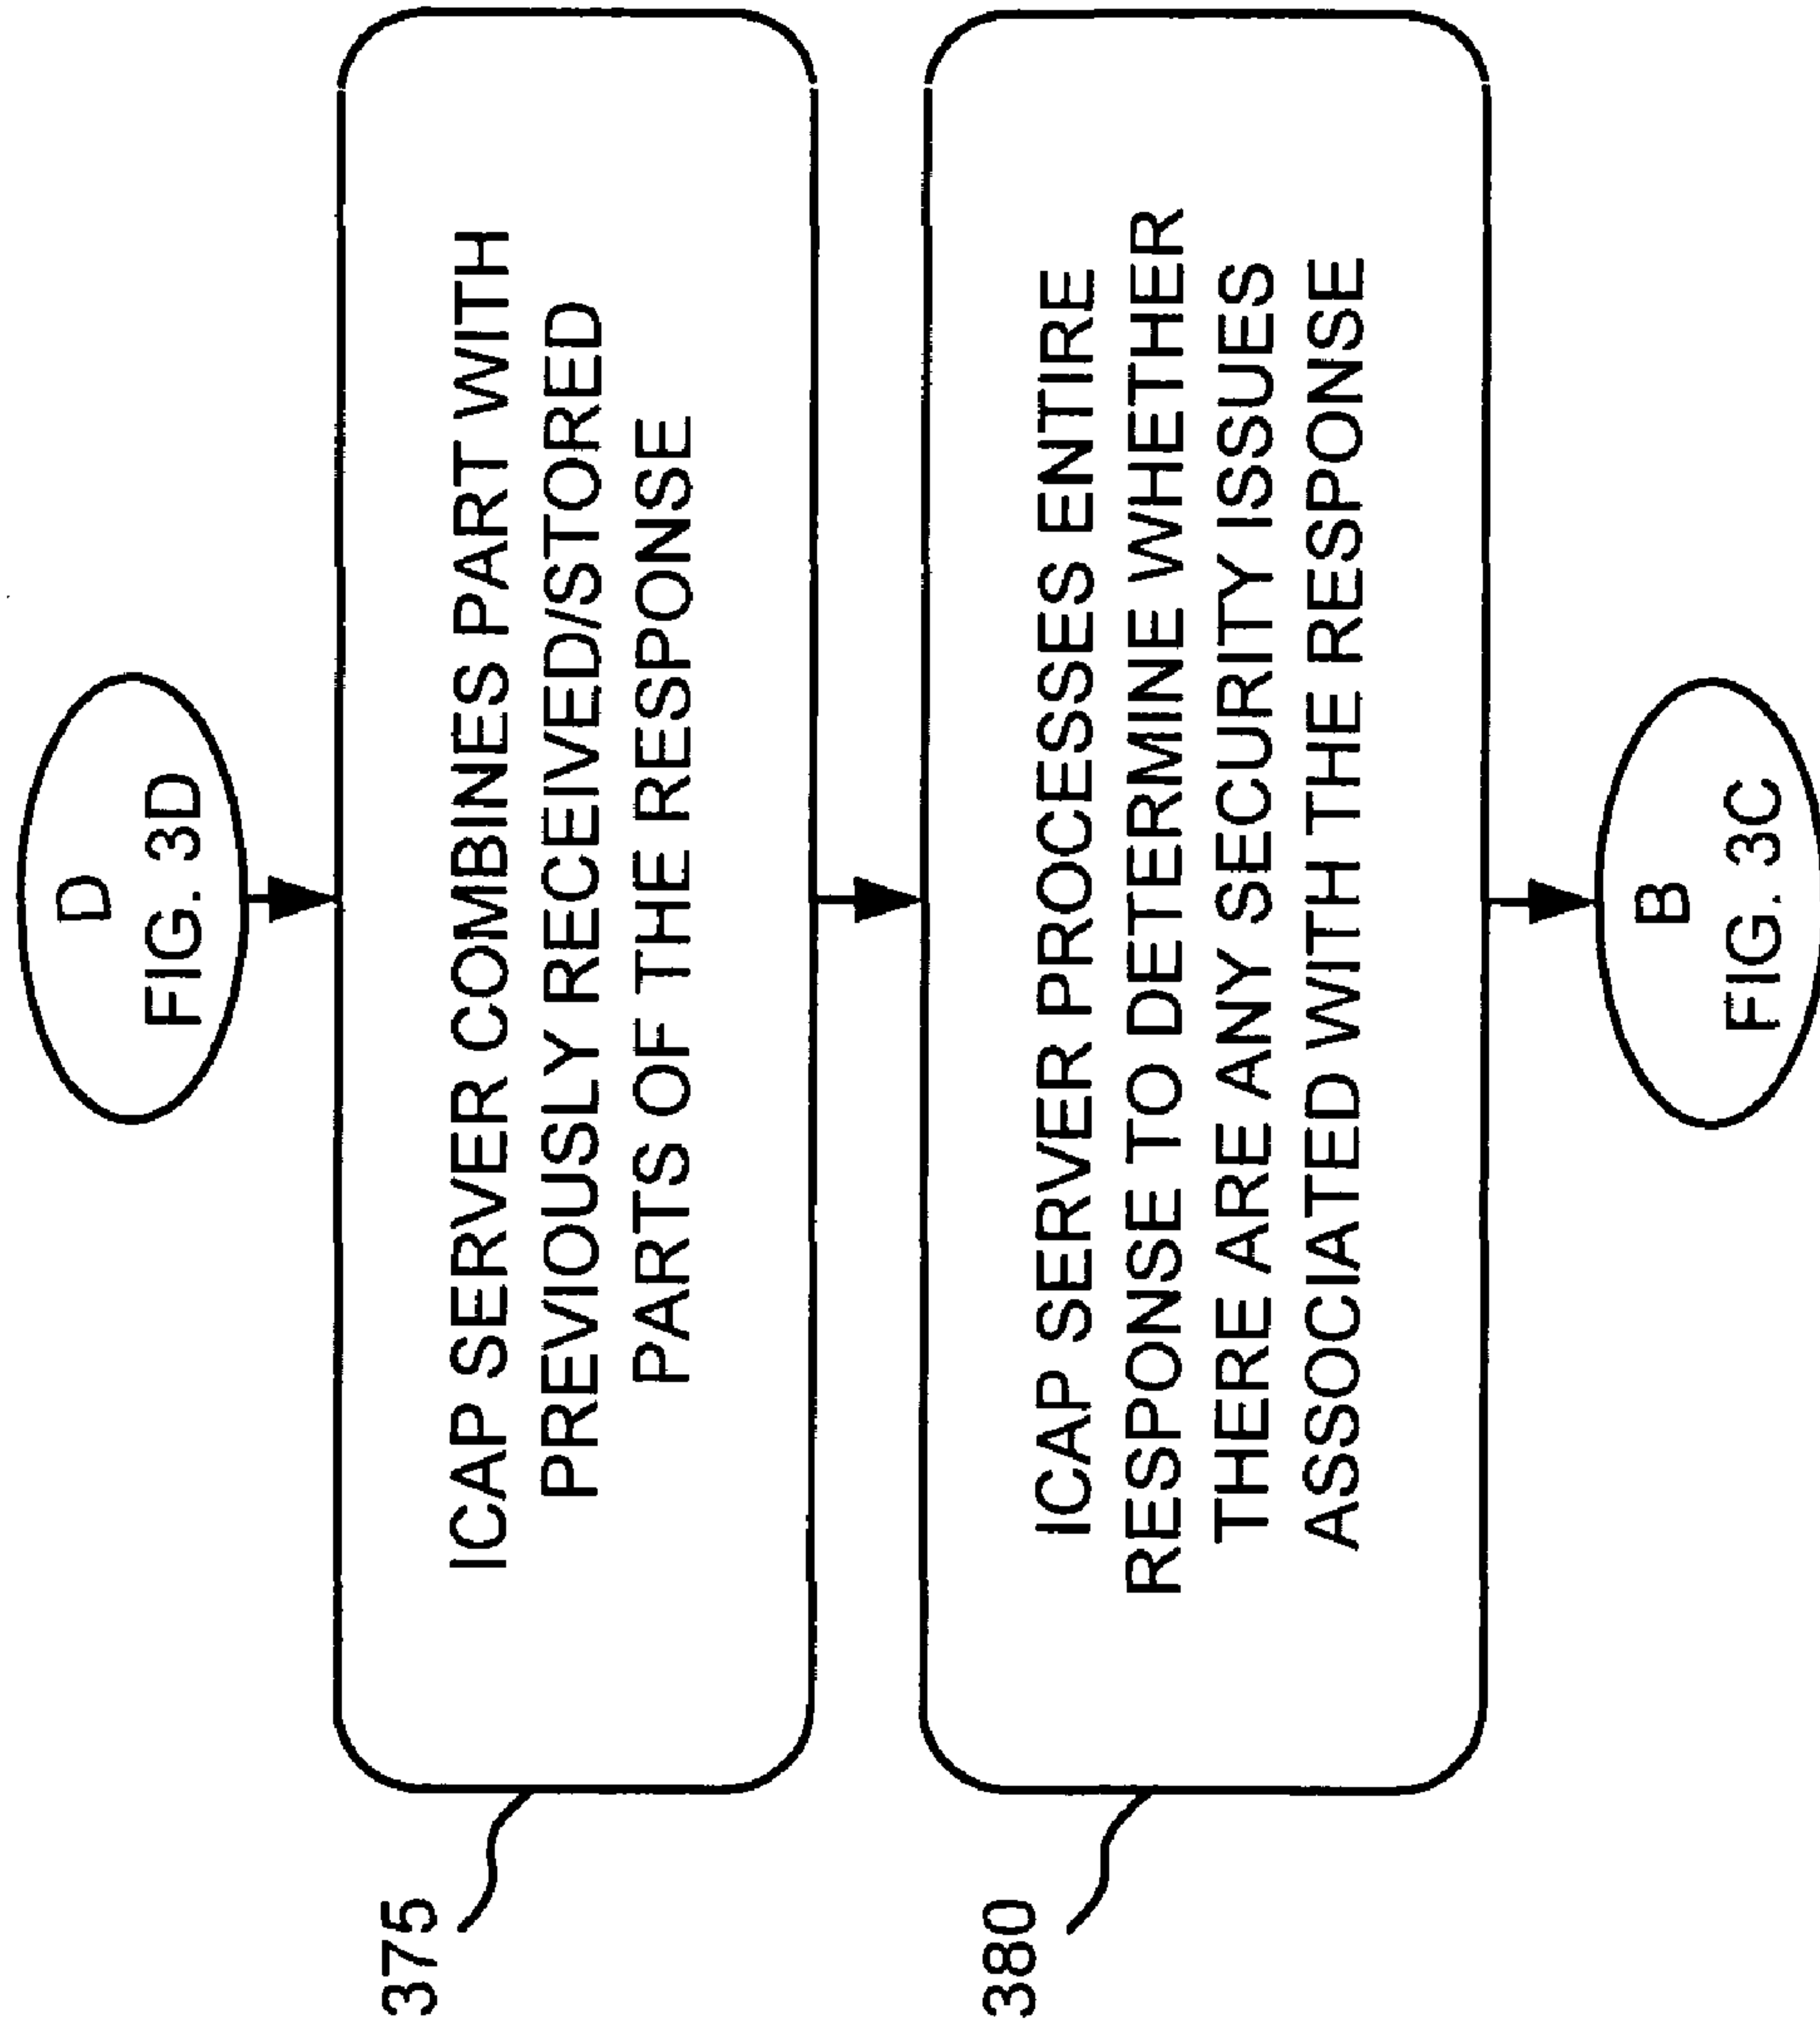 D
FIG. 3D
375
ICAP SERVER COMBINES PART WITH
PREVIOUSLY RECEIVED/STORED
PARTS OF THE RESPONSE
380
ICAP SERVER PROCESSES ENTIRE
RESPONSE TO DETERMINE WHETHER
THERE ARE ANY SECURITY ISSUES
ASSOCIATED WITH THE RESPONSE
B
FIG. 3C